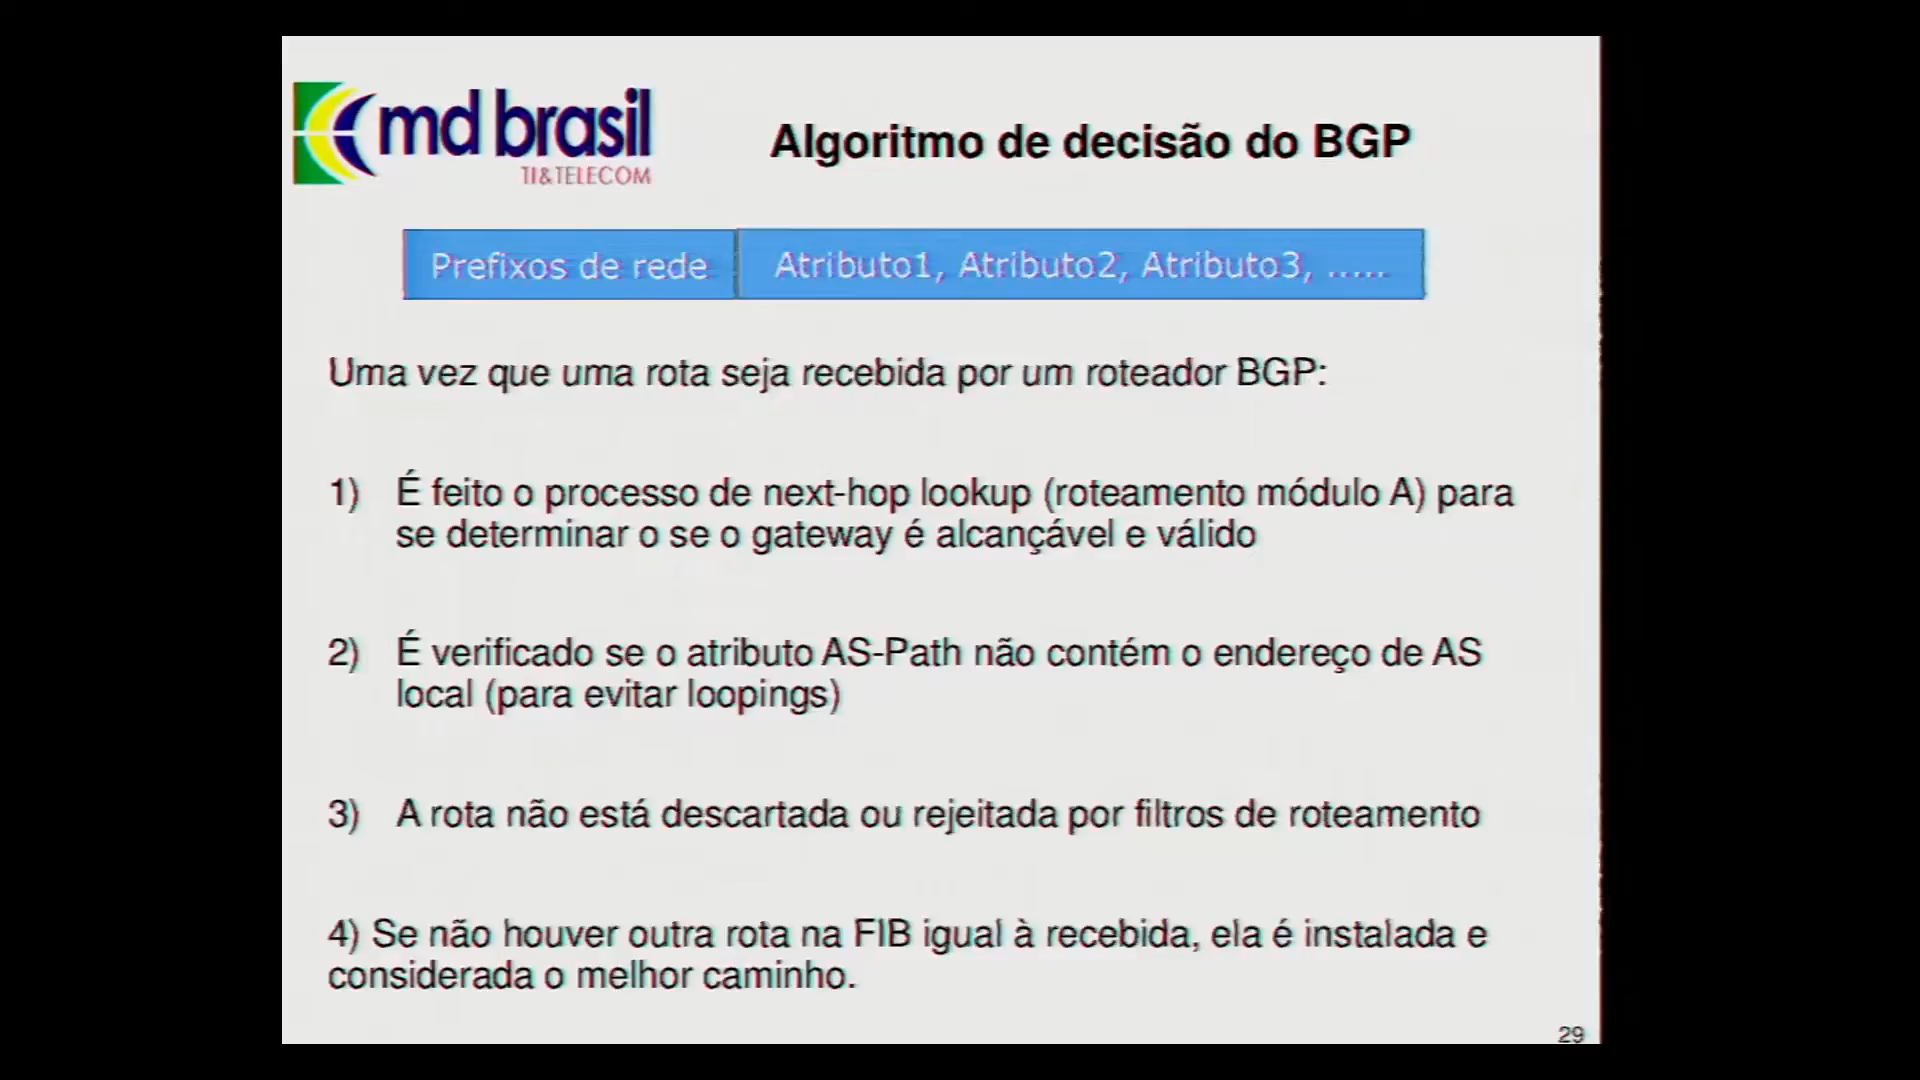 md brasil
TI&TELECOM
Algoritmo de decisão do BGP
Prefixos de rede
Atributo1, Atributo2, Atributo3, .....
Uma vez que uma rota seja recebida por um roteador BGP:
1) É feito o processo de next-hop lookup (roteamento módulo A) para
se determinar o se o gateway é alcançável e válido
2) É verificado se o atributo AS-Path não contém o endereço de AS
local (para evitar loopings)
3) A rota não está descartada ou rejeitada por filtros de roteamento
4) Se não houver outra rota na FIB igual à recebida, ela é instalada e
considerada o melhor caminho.
29